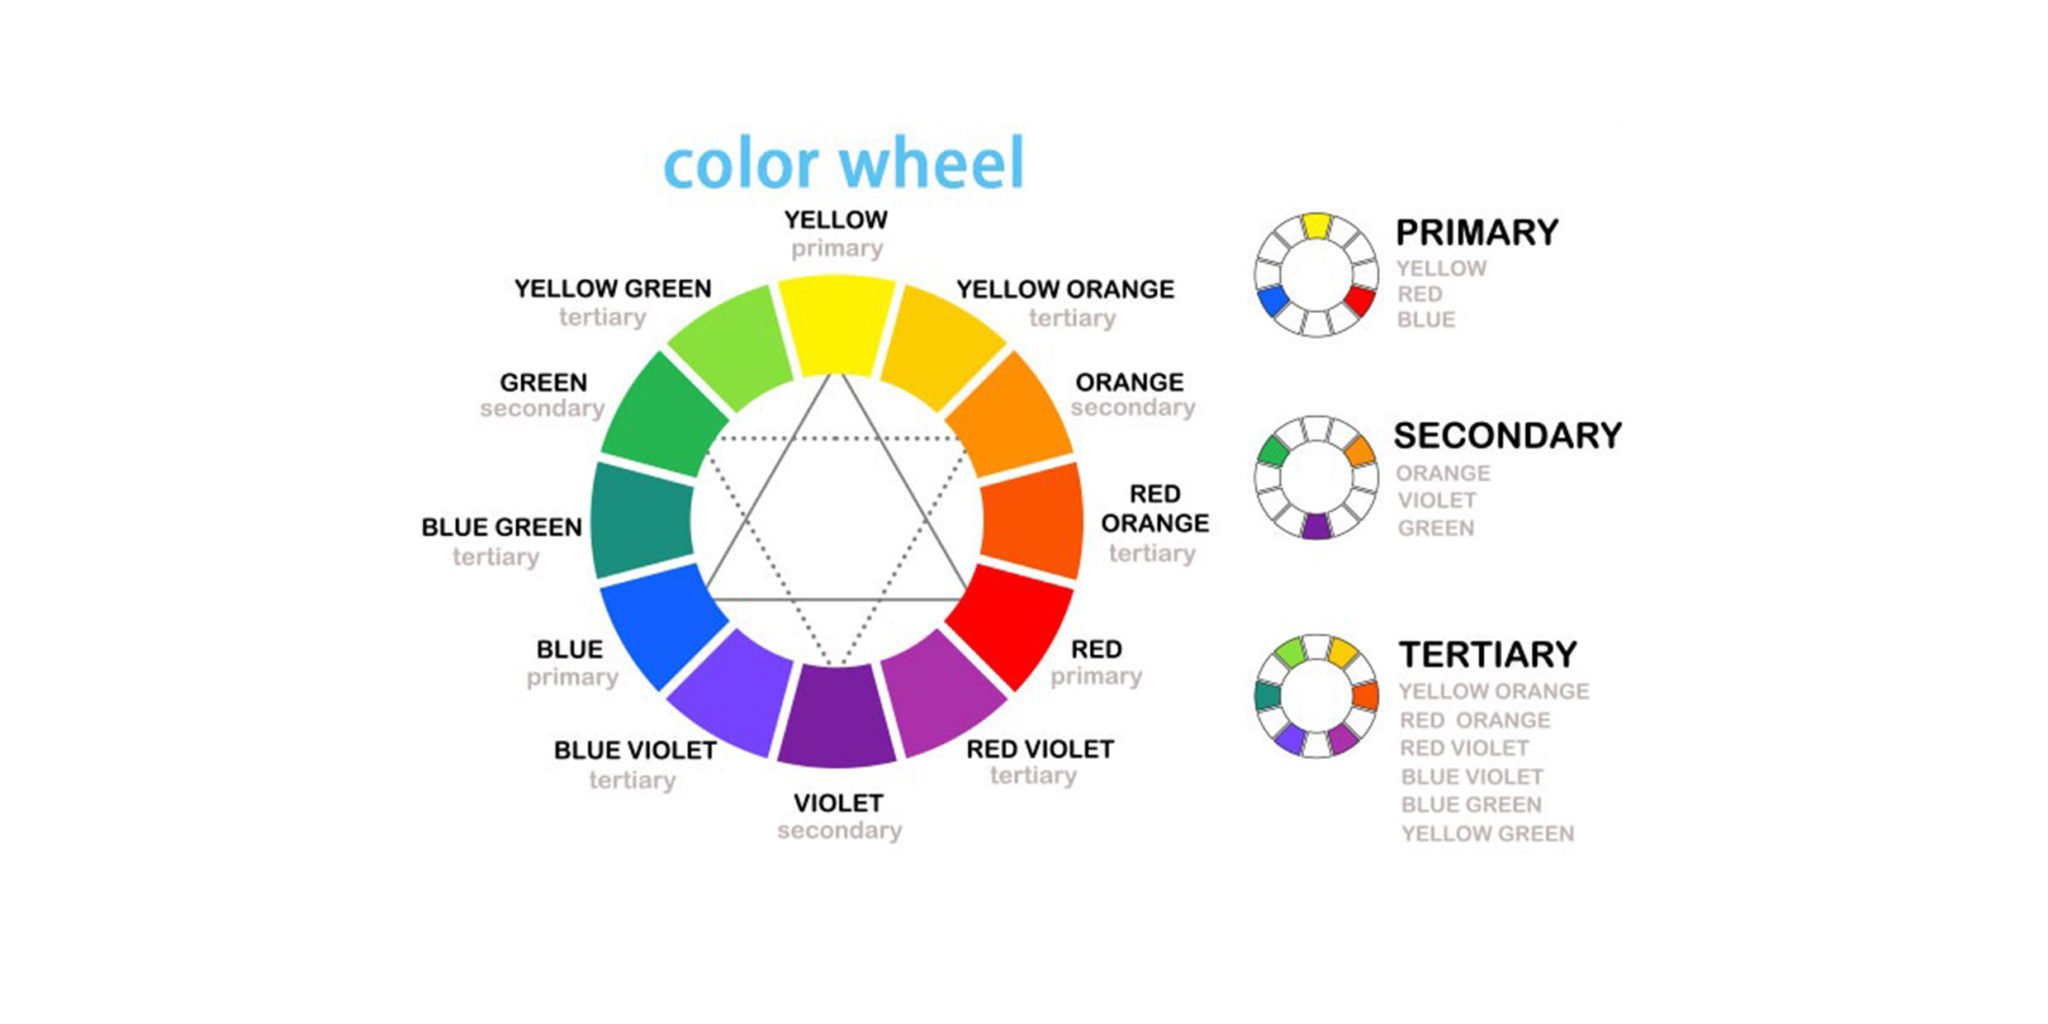 color wheel
YELLOW
primary
YELLOW GREEN
tertiary
YELLOW ORANGE
tertiary
GREEN
secondary
ORANGE
secondary
BLUE GREEN
tertiary
RED
ORANGE
tertiary
BLUE
primary
RED
primary
BLUE VIOLET
tertiary
RED VIOLET
tertiary
VIOLET
secondary
PRIMARY
YELLOW
RED
BLUE
SECONDARY
ORANGE
VIOLET
GREEN
TERTIARY
YELLOW ORANGE
RED ORANGE
RED VIOLET
BLUE VIOLET
BLUE GREEN
YELLOW GREEN